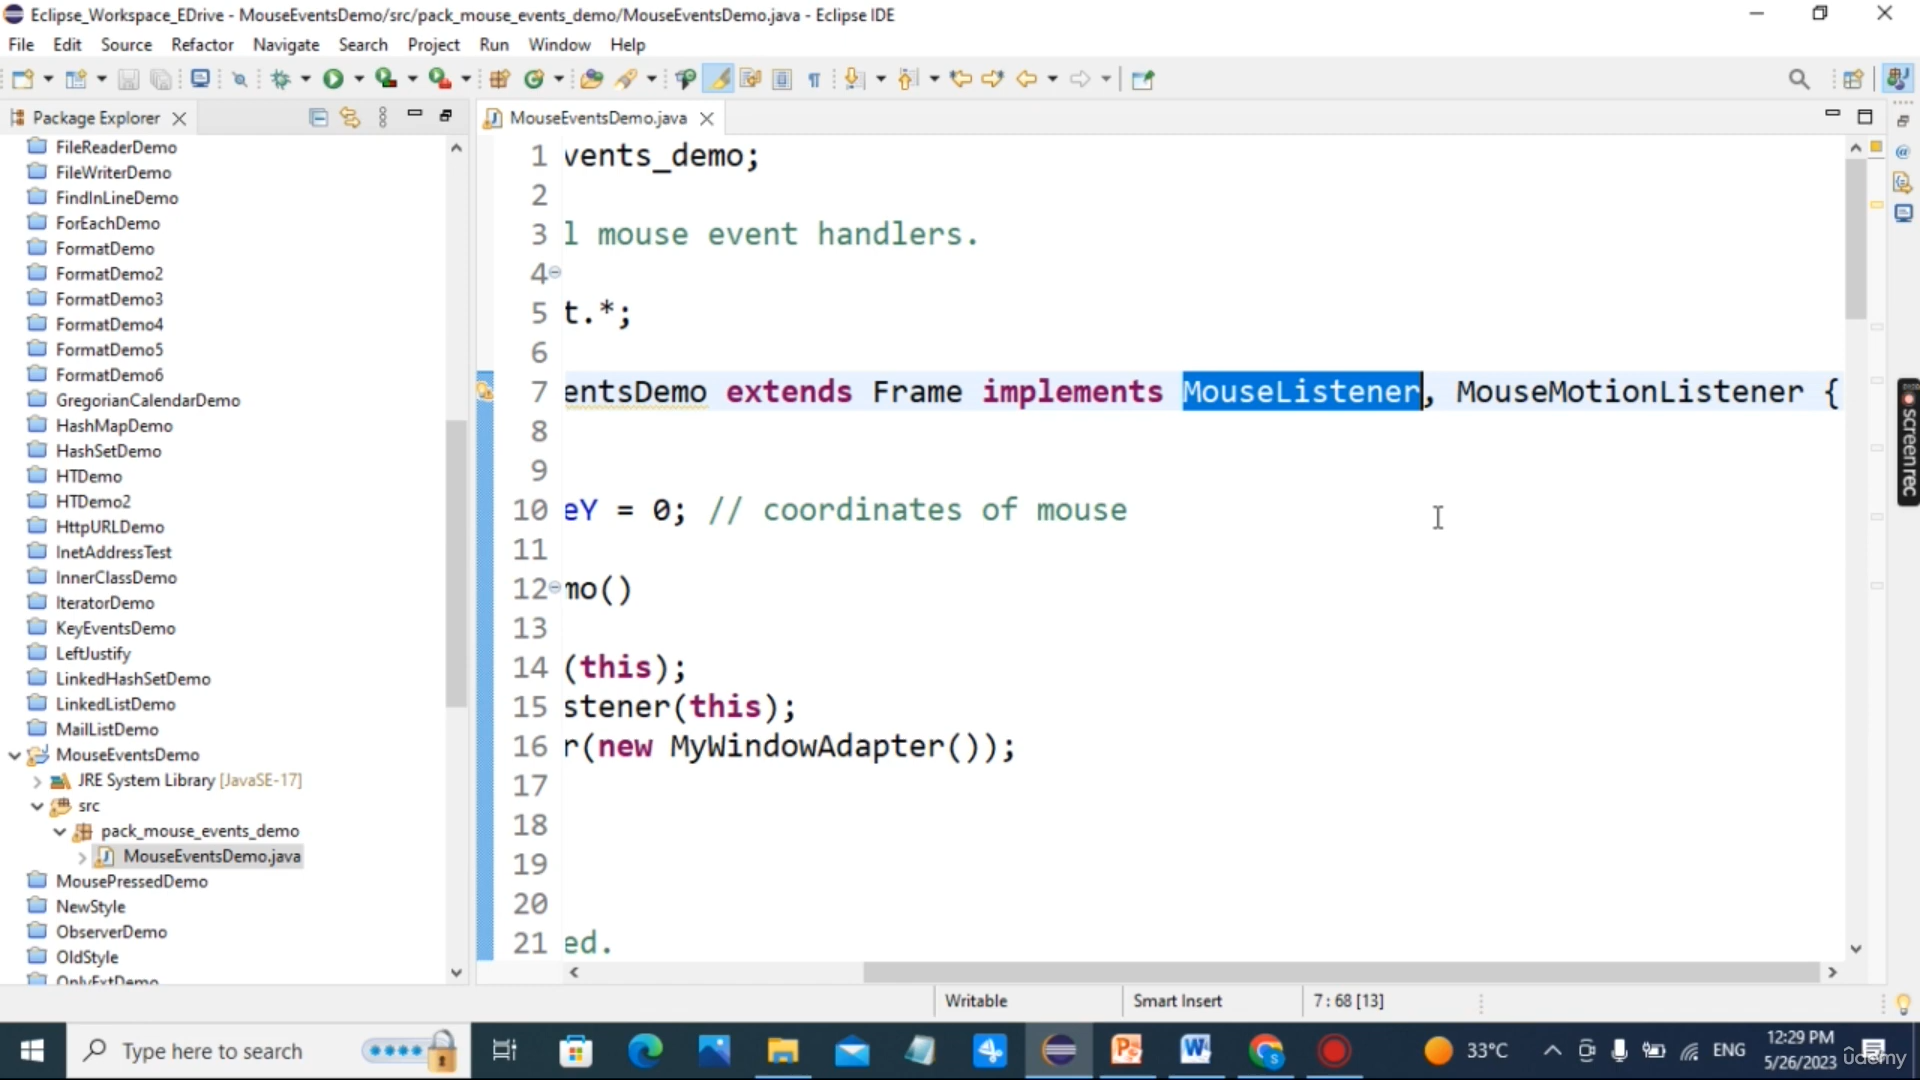 Eclipse_Workspace_EDrive - MouseEventsDemo/src/pack_mouse_events_demo/MouseEventsDemo.java - Eclipse IDE
File Edit Source Refactor Navigate Search Project Run Window Help
Package Explorer
FileReaderDemo
FileWriterDemo
FindInLineDemo
ForEachDemo
FormatDemo
FormatDemo2
FormatDemo3
FormatDemo4
FormatDemo5
FormatDemo6
GregorianCalendarDemo
HashMapDemo
HashSetDemo
HTDemo
HTDemo2
HttpURLDemo
InetAddressTest
InnerClassDemo
IteratorDemo
KeyEventsDemo
LeftJustify
LinkedHashSetDemo
LinkedListDemo
MailListDemo
MouseEventsDemo
JRE System Library [JavaSE-17]
src
pack_mouse_events_demo
MouseEventsDemo.java
MousePressedDemo
NewStyle
ObserverDemo
OldStyle
OnlyExtDemo
MouseEventsDemo.java
1 vents_demo;
2
3 l mouse event handlers.
4
5 t.*;
6
7 entsDemo extends Frame implements MouseListener, MouseMotionListener {
8
9
10 eY = 0; // coordinates of mouse
11
12 mo()
13
14 (this);
15 stener(this);
16 r(new MyWindowAdapter());
17
18
19
20
21 ed.
screen rec
Writable Smart Insert 7 : 68 [13]
Type here to search
33°C
ENG
12:29 PM
5/26/2023
ûdemy